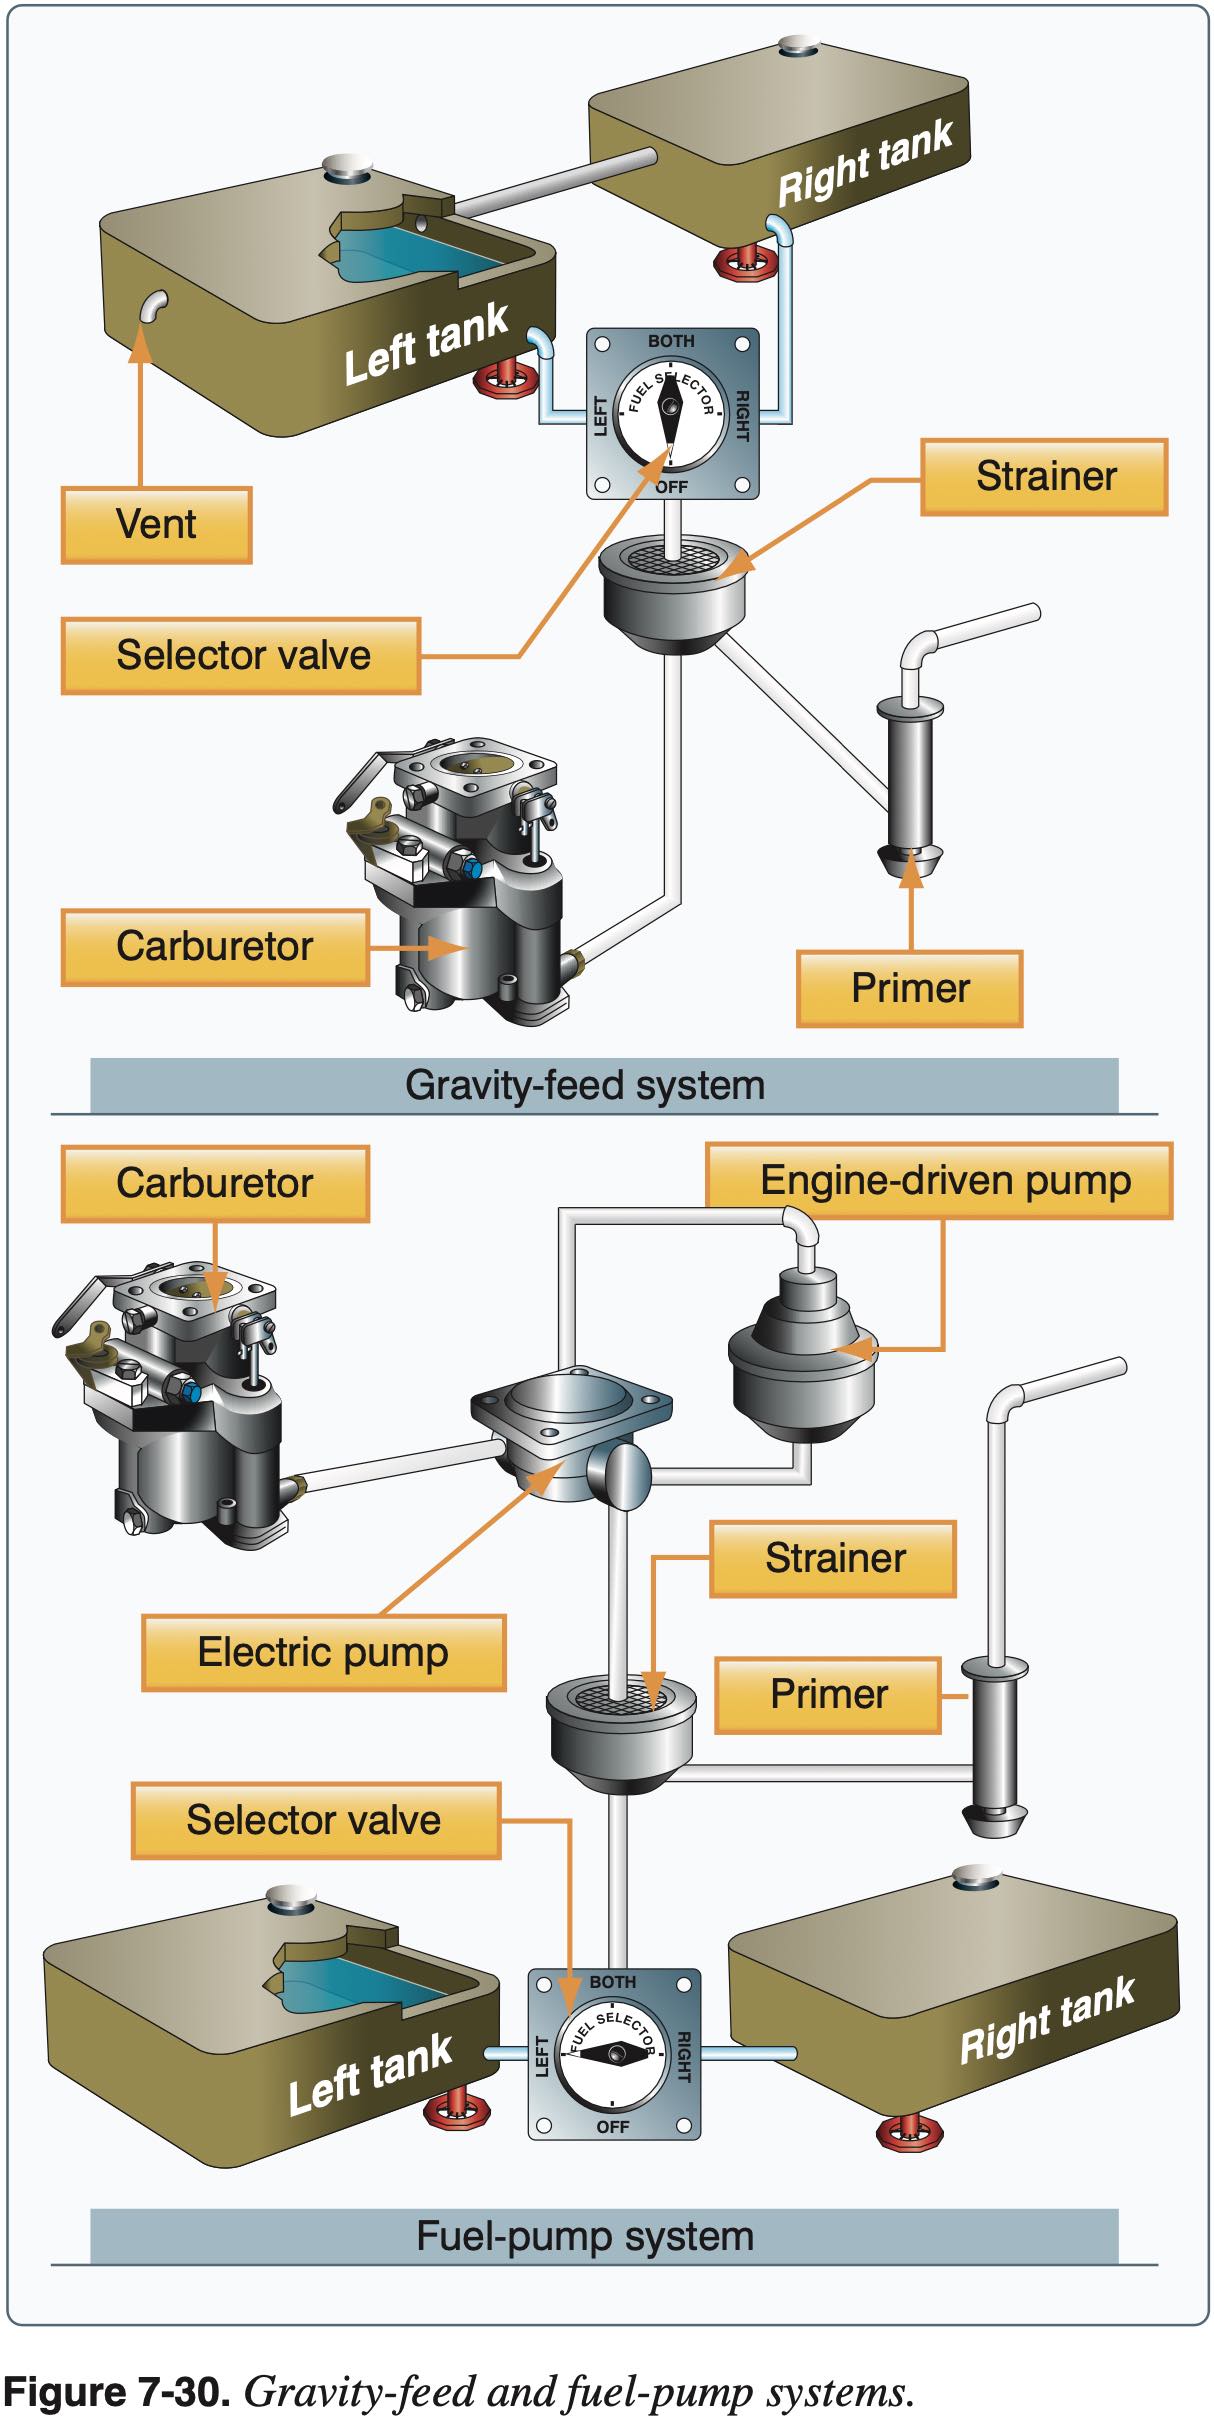 Right tank
Left tank
BOTH
FUEL SELECTOR
LEFT
RIGHT
OFF
Strainer
Vent
Selector valve
Carburetor
Primer
Gravity-feed system
Carburetor
Engine-driven pump
Strainer
Electric pump
Primer
Selector valve
BOTH
FUEL SELECTOR
LEFT
RIGHT
OFF
Right tank
Left tank
Fuel-pump system
Figure 7-30. Gravity-feed and fuel-pump systems.